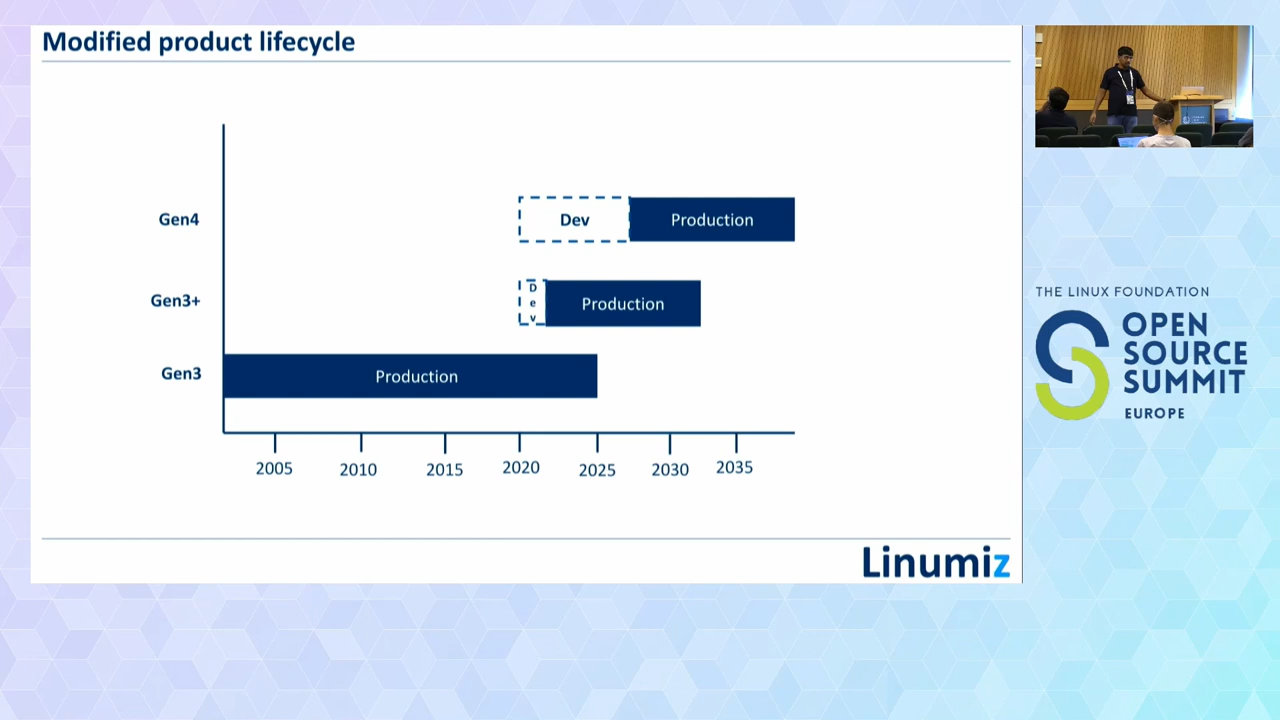 Modified product lifecycle
Gen4
Dev
Production
Gen3+
D
e
v
Production
Gen3
Production
2005
2010
2015
2020
2025
2030
2035
Linumiz
THE LINUX FOUNDATION
OPEN
SOURCE
SUMMIT
EUROPE